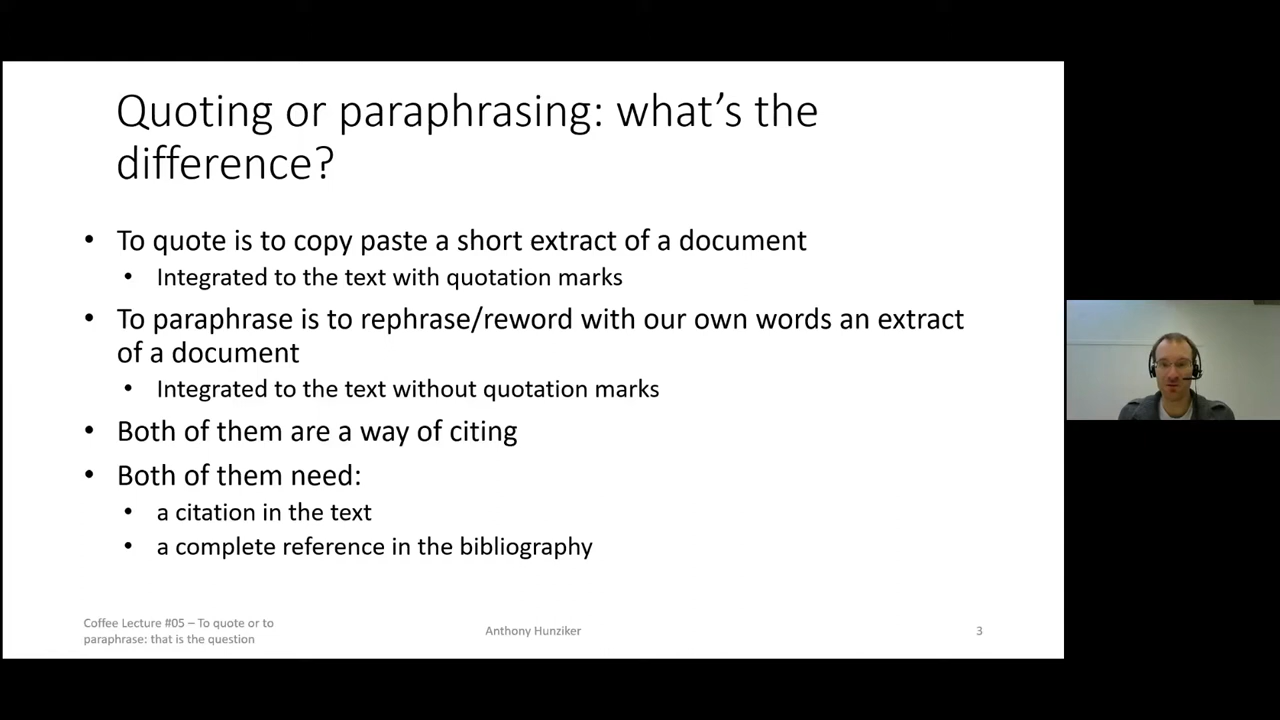 Quoting or paraphrasing: what's the
difference?
• To quote is to copy paste a short extract of a document
• Integrated to the text with quotation marks
• To paraphrase is to rephrase/reword with our own words an extract
of a document
• Integrated to the text without quotation marks
• Both of them are a way of citing
• Both of them need:
• a citation in the text
• a complete reference in the bibliography
Coffee Lecture #05 – To quote or to
paraphrase: that is the question
Anthony Hunziker
3